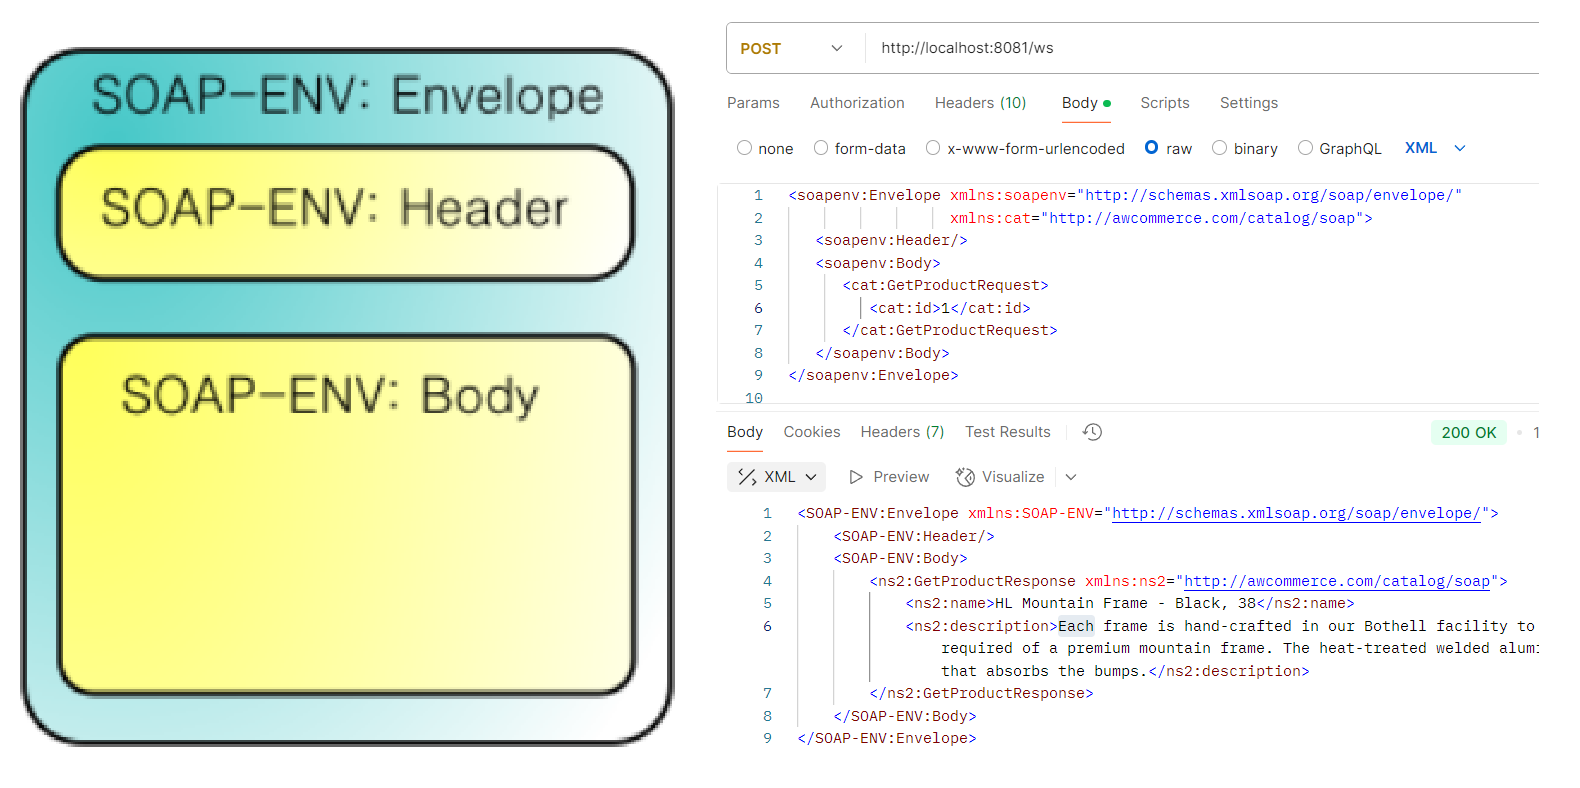 SOAP-ENV: Envelope
SOAP-ENV: Header
SOAP-ENV: Body
POST http://localhost:8081/ws
Params Authorization Headers (10) Body Scripts Settings
none form-data x-www-form-urlencoded raw binary GraphQL XML
1 <soapenv:Envelope xmlns:soapenv="http://schemas.xmlsoap.org/soap/envelope/"
2 xmlns:cat="http://awcommerce.com/catalog/soap">
3 <soapenv:Header/>
4 <soapenv:Body>
5 <cat:GetProductRequest>
6 <cat:id>1</cat:id>
7 </cat:GetProductRequest>
8 </soapenv:Body>
9 </soapenv:Envelope>
10
Body Cookies Headers (7) Test Results 200 OK • 1
XML Preview Visualize
1 <SOAP-ENV:Envelope xmlns:SOAP-ENV="http://schemas.xmlsoap.org/soap/envelope/">
2 <SOAP-ENV:Header/>
3 <SOAP-ENV:Body>
4 <ns2:GetProductResponse xmlns:ns2="http://awcommerce.com/catalog/soap">
5 <ns2:name>HL Mountain Frame - Black, 38</ns2:name>
6 <ns2:description>Each frame is hand-crafted in our Bothell facility to
required of a premium mountain frame. The heat-treated welded alumi
that absorbs the bumps.</ns2:description>
7 </ns2:GetProductResponse>
8 </SOAP-ENV:Body>
9 </SOAP-ENV:Envelope>